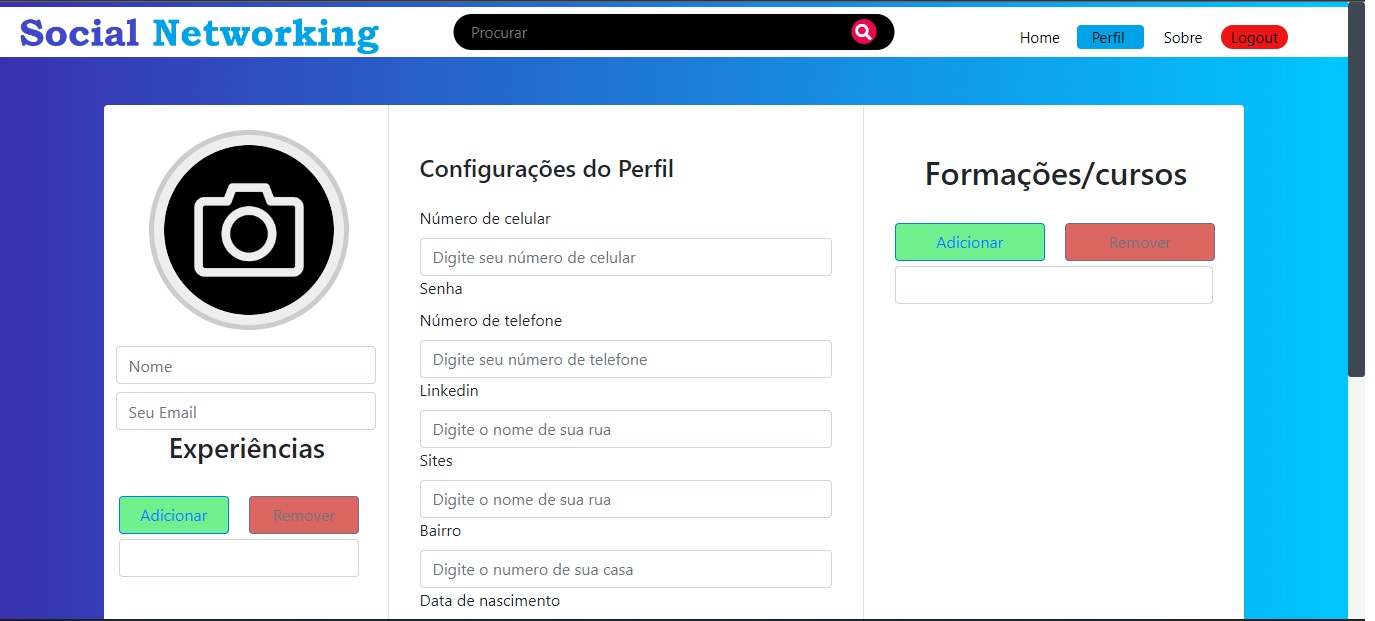 Social Networking
Procurar
Home Perfil Sobre Logout
Nome
Seu Email
Experiências
Adicionar Remover
Configurações do Perfil
Número de celular
Digite seu número de celular
Senha
Número de telefone
Digite seu número de telefone
Linkedin
Digite o nome de sua rua
Sites
Digite o nome de sua rua
Bairro
Digite o numero de sua casa
Data de nascimento
Formações/cursos
Adicionar Remover